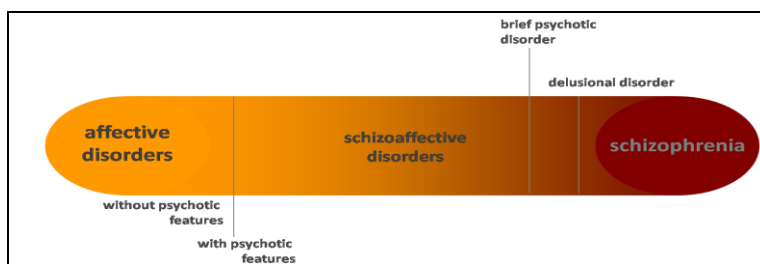 brief psychotic
disorder
delusional disorder
affective
disorders
schizoaffective
disorders
schizophrenia
without psychotic
features
with psychotic
features